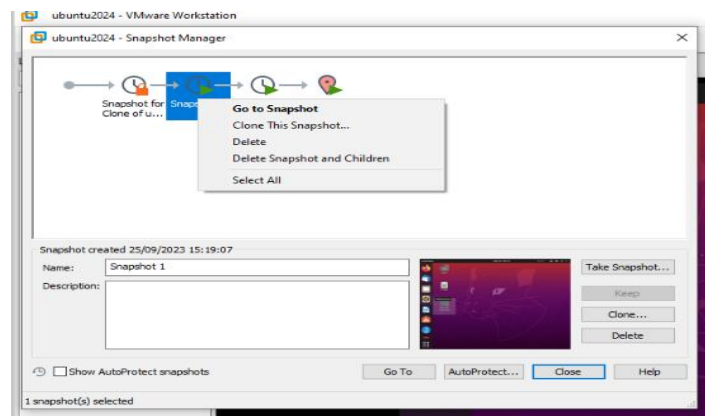 ubuntu2024 - VMware Workstation
ubuntu2024 - Snapshot Manager
Snapshot for
Clone of u...
Go to Snapshot
Clone This Snapshot...
Delete
Delete Snapshot and Children
Select All
Snapshot created 25/09/2023 15:19:07
Name: Snapshot 1
Description:
Take Snapshot...
Keep
Clone...
Delete
Show AutoProtect snapshots
Go To AutoProtect... Close Help
1 snapshot(s) selected